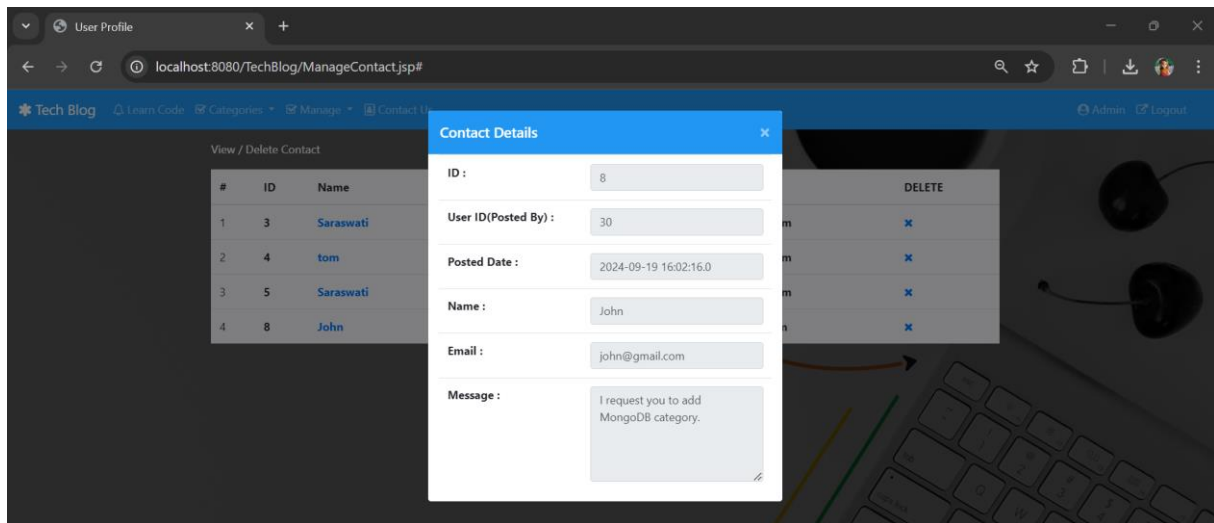 User Profile
localhost:8080/TechBlog/ManageContact.jsp#
Tech Blog Learn Code Categories Manage Contact Us Admin Logout
View / Delete Contact
Contact Details ×
# ID Name DELETE
1 3 Saraswati m
2 4 tom m
3 5 Saraswati m
4 8 John
ID : 8
User ID(Posted By) : 30
Posted Date : 2024-09-19 16:02:16.0
Name : John
Email : john@gmail.com
Message : I request you to add
MongoDB category.